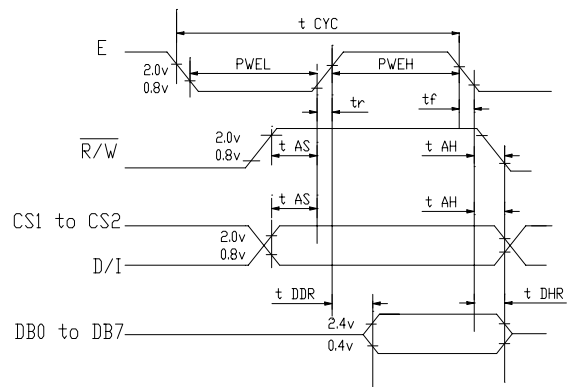 t CYC
E
2.0v
0.8v
PWEL
PWEH
tr
tf
R/W
2.0v
0.8v
t AS
t AH
t AS
t AH
CS1 to CS2
2.0v
0.8v
D/I
t DDR
t DHR
DB0 to DB7
2.4v
0.4v